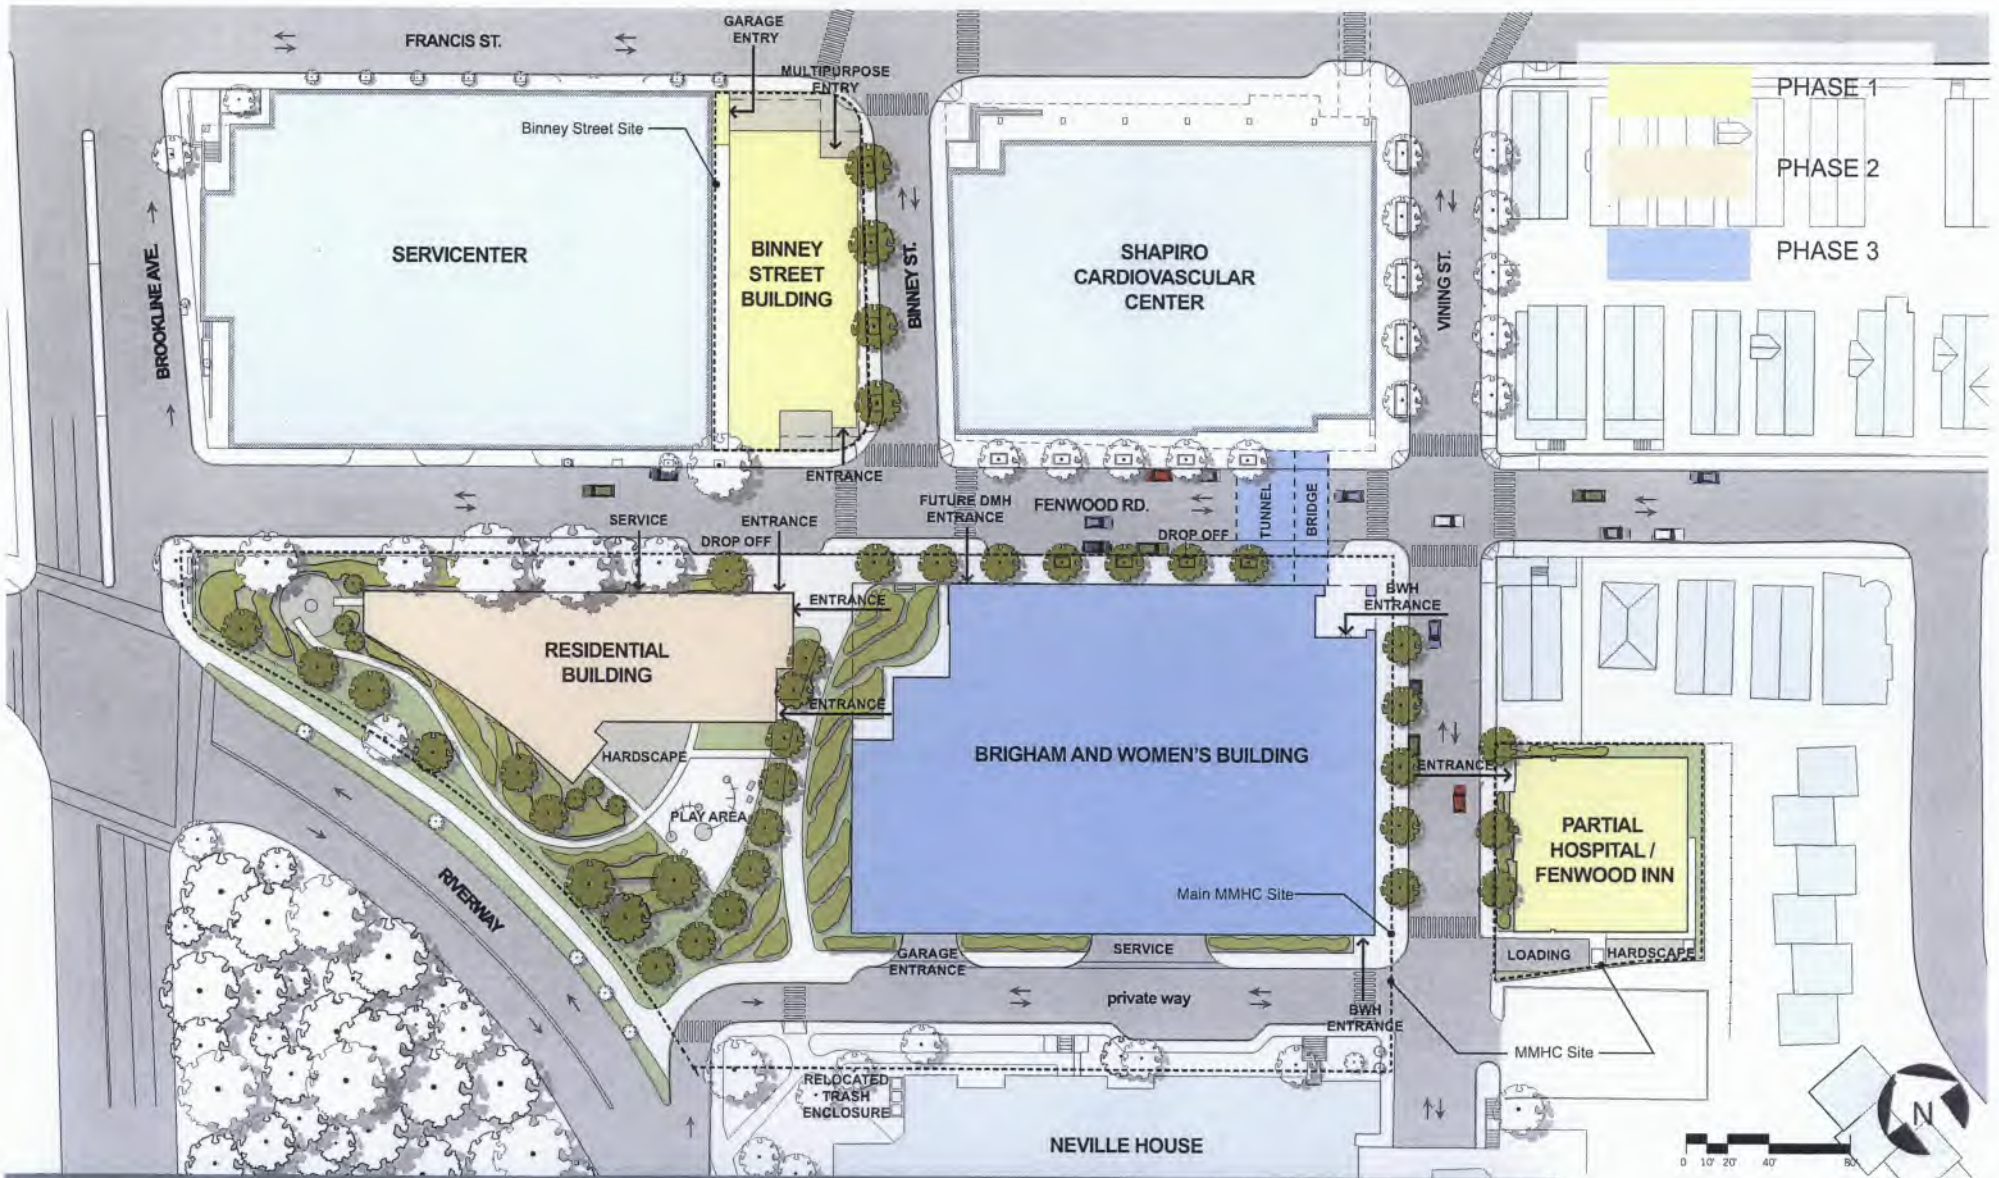 FRANCIS ST.
GARAGE
ENTRY
MULTIPURPOSE
ENTRY
PHASE 1
PHASE 2
PHASE 3
Binney Street Site
SERVICENTER
BINNEY
STREET
BUILDING
BINNEY ST.
SHAPIRO
CARDIOVASCULAR
CENTER
VINING ST.
BROOKLINE AVE.
ENTRANCE
FUTURE DMH
ENTRANCE
FENWOOD RD.
TUNNEL
BRIDGE
SERVICE
ENTRANCE
DROP OFF
DROP OFF
ENTRANCE
BWH
ENTRANCE
RESIDENTIAL
BUILDING
ENTRANCE
HARDSCAPE
BRIGHAM AND WOMEN'S BUILDING
ENTRANCE
PLAY AREA
PARTIAL
HOSPITAL /
FENWOOD INN
RIVERWAY
Main MMHC Site
GARAGE
ENTRANCE
SERVICE
LOADING
HARDSCAPE
private way
BWH
ENTRANCE
MMHC Site
RELOCATED
TRASH
ENCLOSURE
NEVILLE HOUSE
N
0 10' 20' 40' 80'